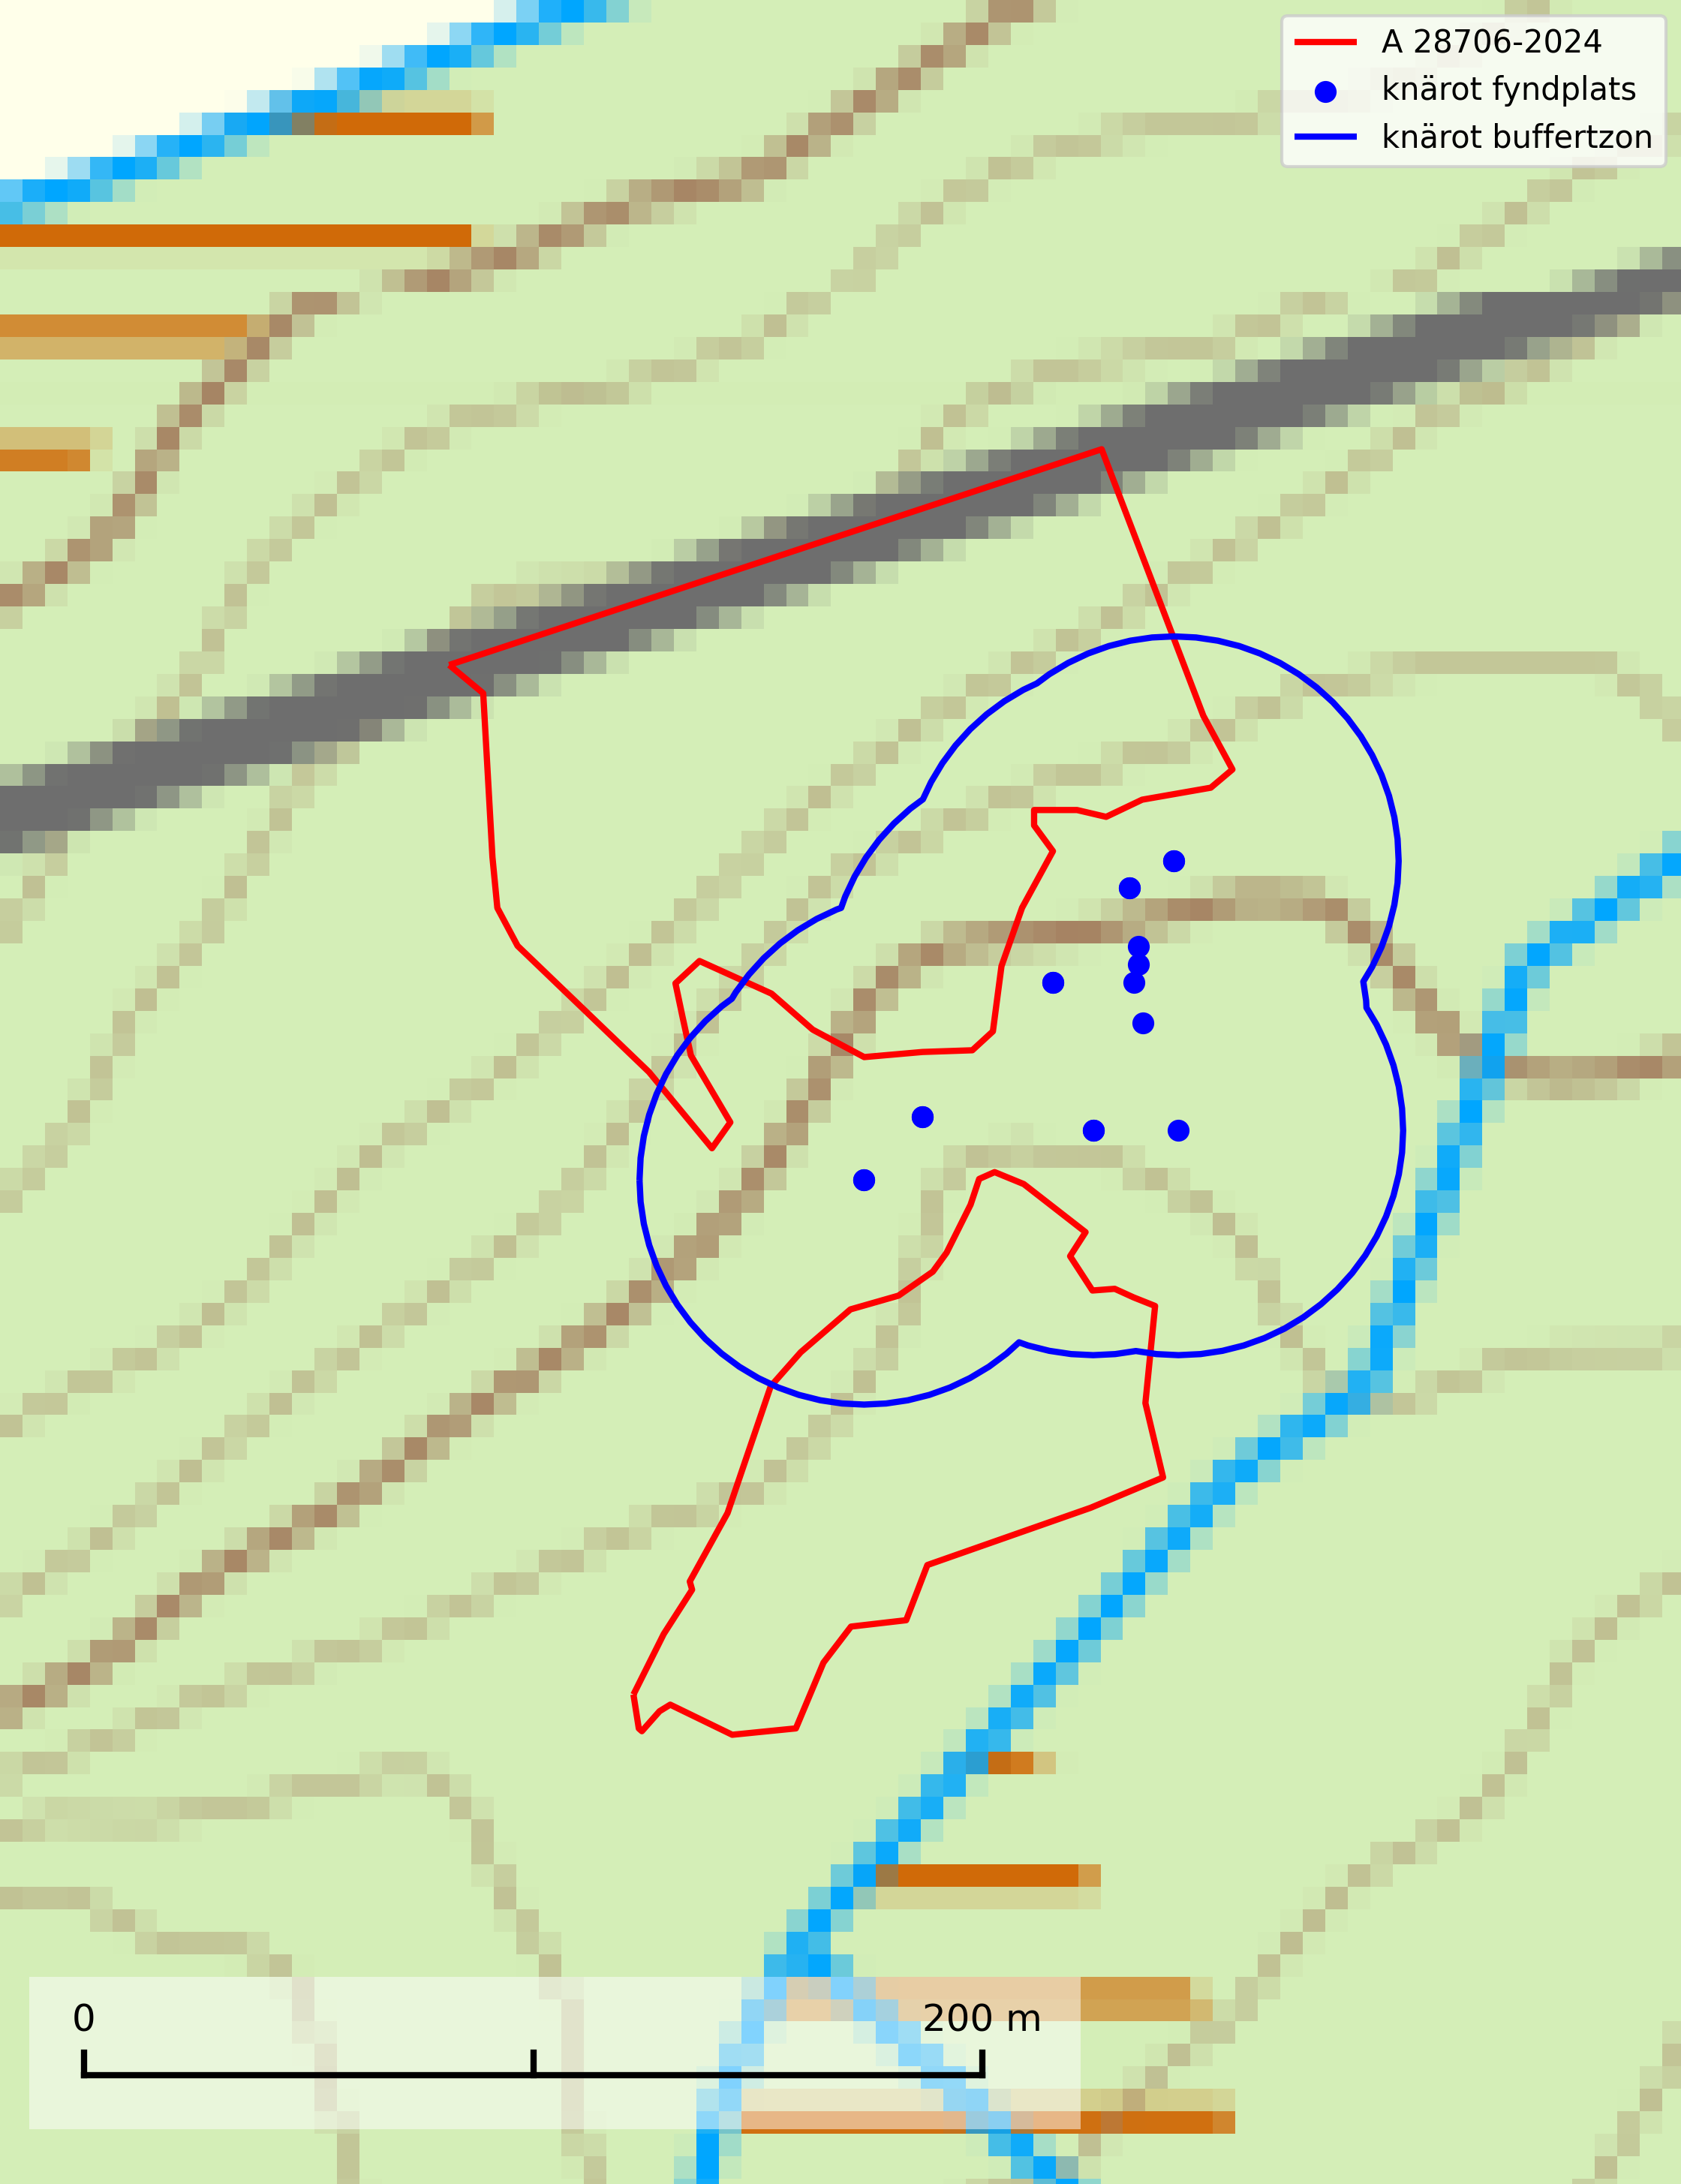 A 28706-2024
knärot fyndplats
knärot buffertzon
0
200 m